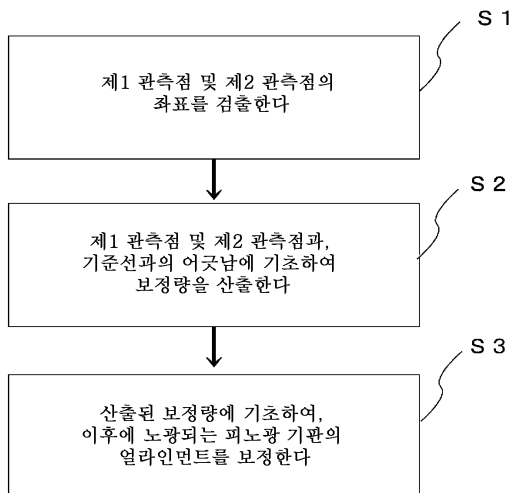 S 1
제1 관측점 및 제2 관측점의
좌표를 검출한다
S 2
제1 관측점 및 제2 관측점과,
기준선과의 어긋남에 기초하여
보정량을 산출한다
S 3
산출된 보정량에 기초하여,
이후에 노광되는 피노광 기판의
얼라인먼트를 보정한다